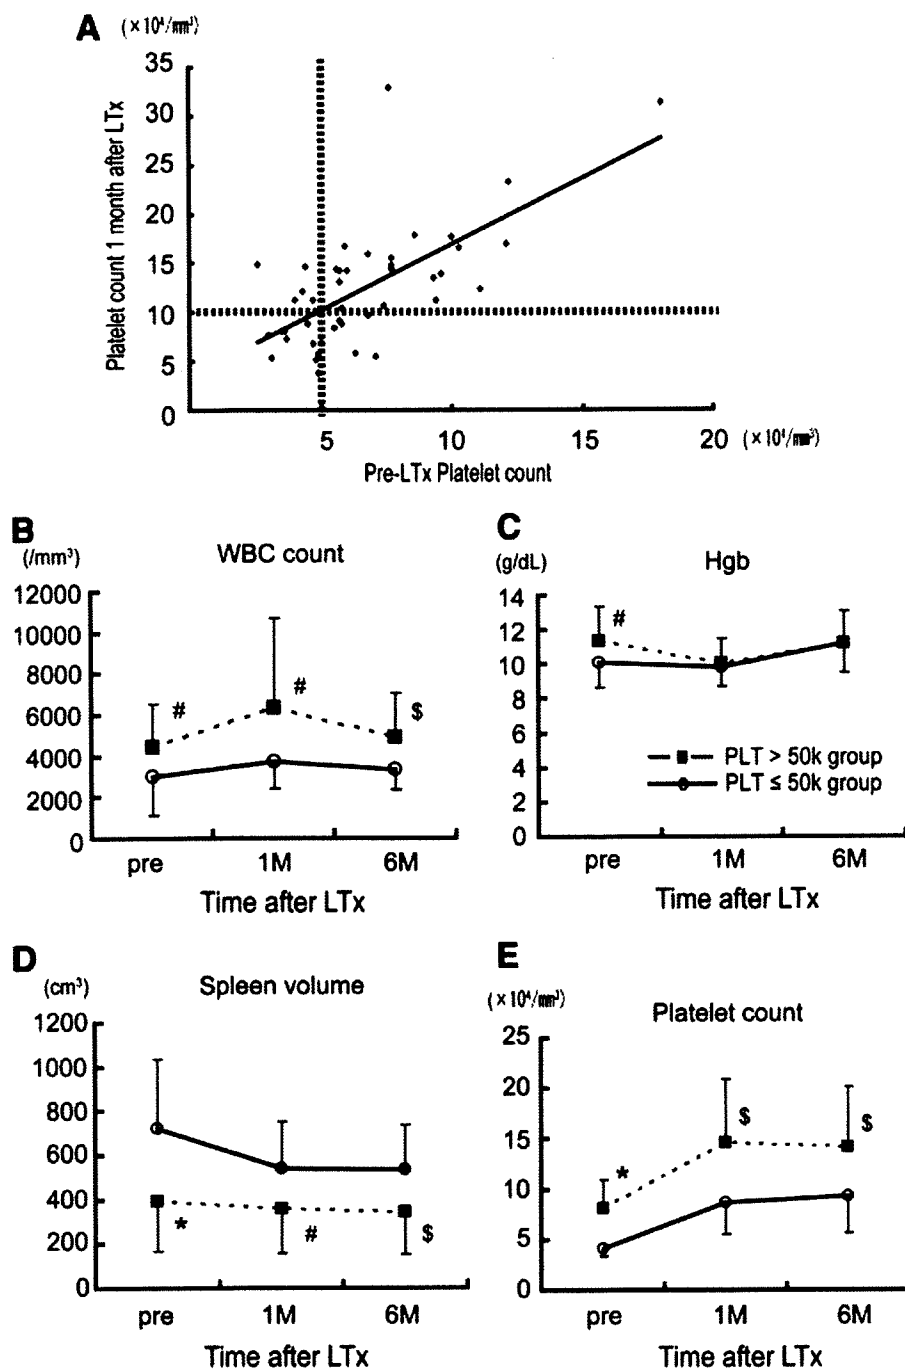 A (×10⁴/mm³)
Platelet count 1 month after LTx
35
30
25
20
15
10
5
0
5 10 15 20 (×10⁴/mm³)
Pre-LTx Platelet count
B
(/mm³)
WBC count
12000
10000
8000
6000
4000
2000
0
# # $
pre 1M 6M
Time after LTx
C
(g/dL)
Hgb
14
12
10
8
6
4
2
0
#
PLT > 50k group
PLT ≤ 50k group
pre 1M 6M
Time after LTx
D
(cm³)
Spleen volume
1200
1000
800
600
400
200
0
* # $
pre 1M 6M
Time after LTx
E
(×10⁴/mm³)
Platelet count
25
20
15
10
5
0
* $ $
pre 1M 6M
Time after LTx